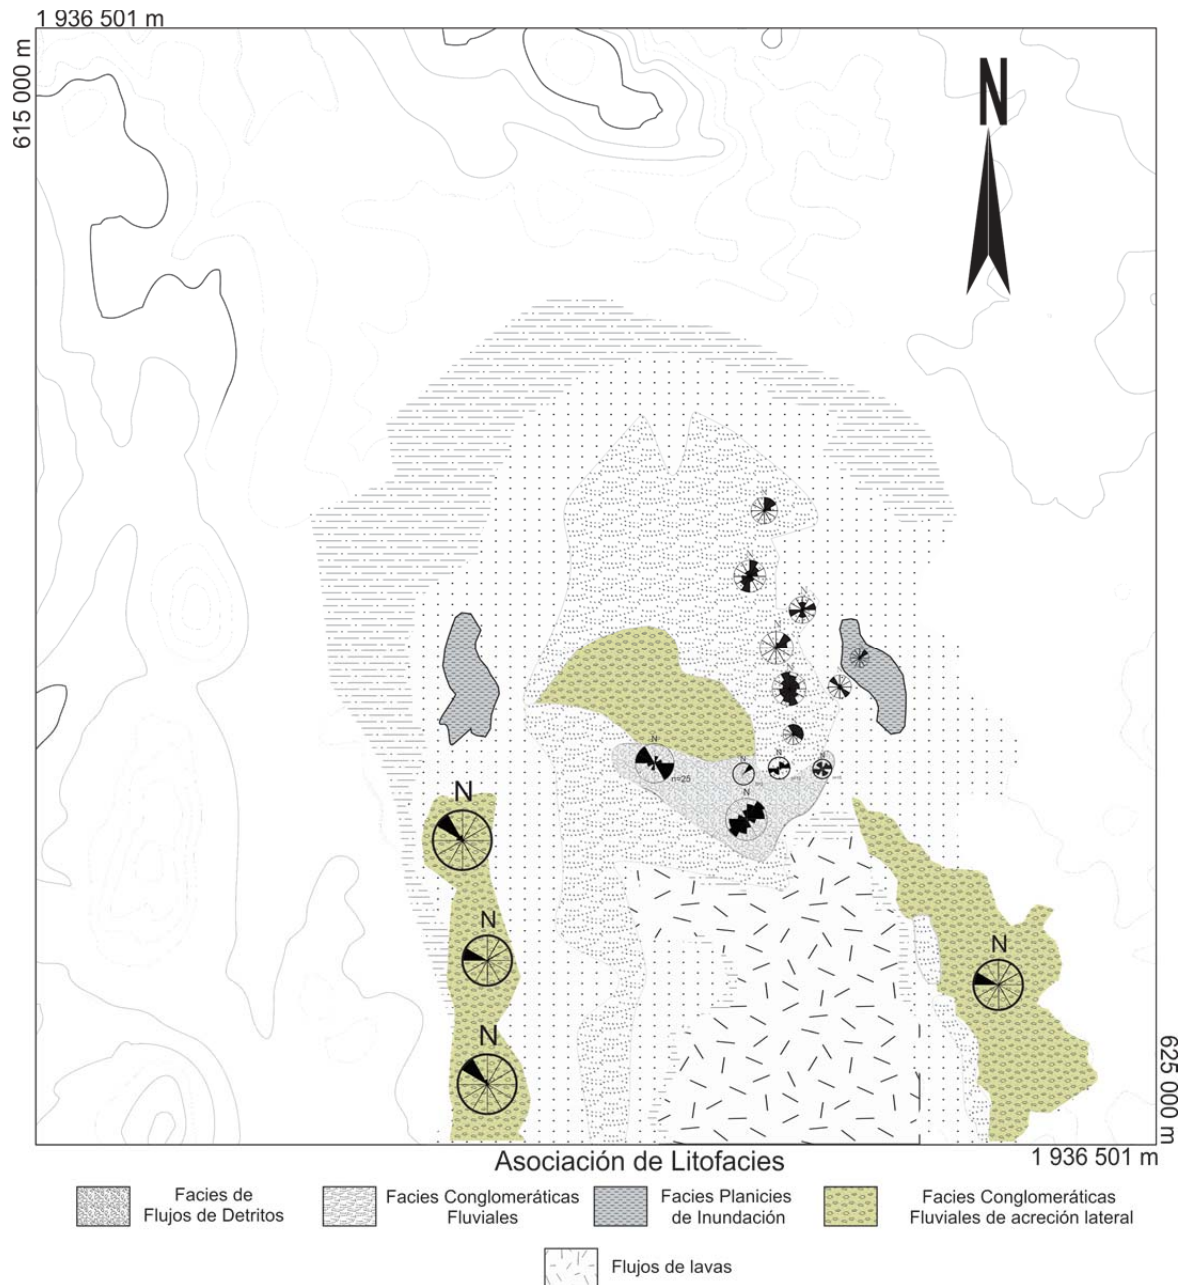 1 936 501 m
615 000 m
N
N
N
N
N
N
N
N
N
N
N
n=25
N
N
N
N
N
625 000 m
1 936 501 m
Asociación de Litofacies
Facies de
Flujos de Detritos
Facies Conglomeráticas
Fluviales
Facies Planicies
de Inundación
Facies Conglomeráticas
Fluviales de acreción lateral
Flujos de lavas